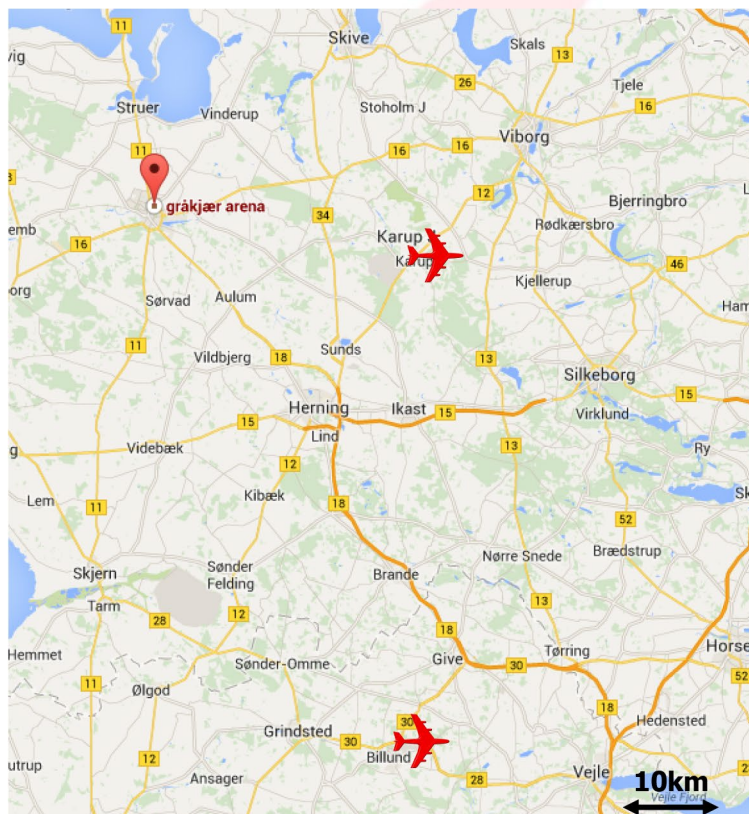 11
Skive
Skals
13
vig
Tjele
26
Struer
Vinderup
Stoholm J
16
Viborg
11
16
16
12
gråkjær arena
34
Bjerringbro
Rødkærsbro
emb
16
Karup
Karup
46
Kjellerup
org
Sørvad
Aulum
Ham
11
Sunds
Vildbjerg
18
13
Silkeborg
15
Herning
Ikast
15
Virklund
15
Lind
13
g
Videbæk
Ry
12
Kibæk
Lem
11
18
Sk
52
Nørre Snede
Brædstrup
Skjern
Sønder
Felding
Brande
Tarm
12
13
28
18
Hemmet
Sønder-Omme
Give
30
Tørring
Horse
52
11
Ølgod
18
30
Hedensted
Grindsted
30
12
Billund
utrup
Ansager
28
Vejle
10km
Vejle Fjord